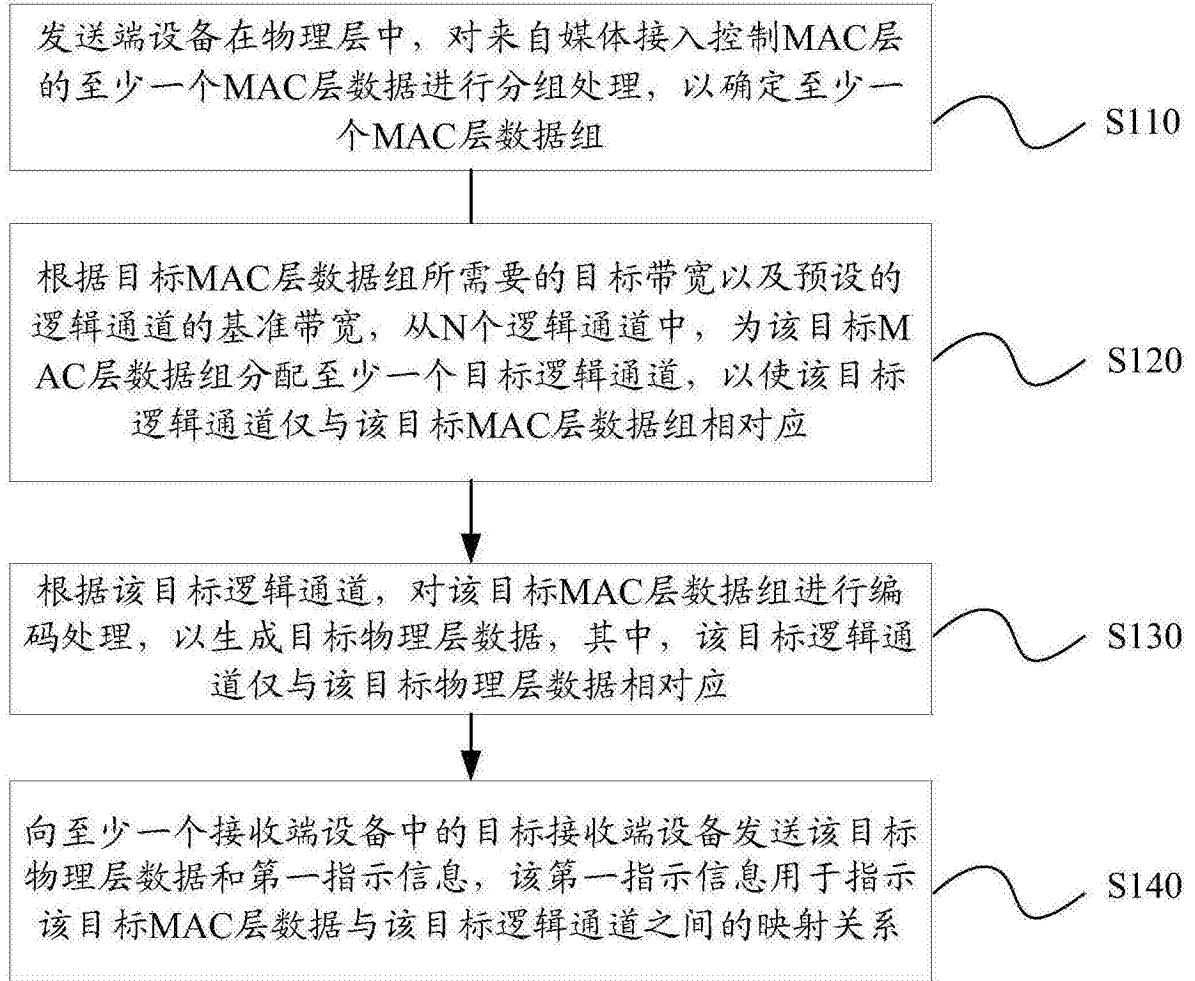 发送端设备在物理层中，对来自媒体接入控制MAC层
的至少一个MAC层数据进行分组处理，以确定至少一
个MAC层数据组
S110
根据目标MAC层数据组所需要的目标带宽以及预设的
逻辑通道的基准带宽，从N个逻辑通道中，为该目标M
AC层数据组分配至少一个目标逻辑通道，以使该目标
逻辑通道仅与该目标MAC层数据组相对应
S120
根据该目标逻辑通道，对该目标MAC层数据组进行编
码处理，以生成目标物理层数据，其中，该目标逻辑通
道仅与该目标物理层数据相对应
S130
向至少一个接收端设备中的目标接收端设备发送该目标
物理层数据和第一指示信息，该第一指示信息用于指示
该目标MAC层数据与该目标逻辑通道之间的映射关系
S140